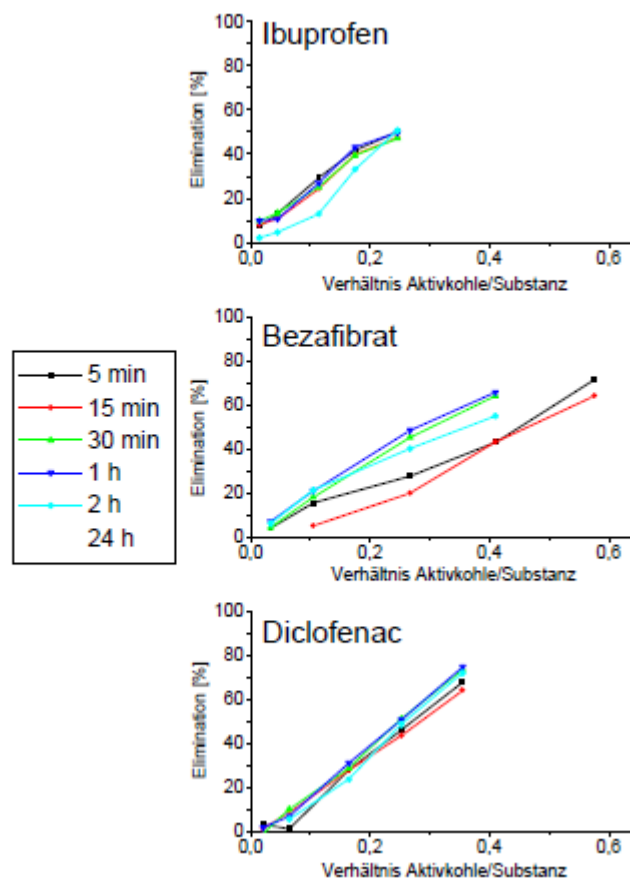 Ibuprofen
Elimination [%]
100
80
60
40
20
0
0,0 0,2 0,4 0,6
Verhältnis Aktivkohle/Substanz
Bezafibrat
Elimination [%]
100
80
60
40
20
0
0,0 0,2 0,4 0,6
Verhältnis Aktivkohle/Substanz
5 min
15 min
30 min
1 h
2 h
24 h
Diclofenac
Elimination [%]
100
80
60
40
20
0
0,0 0,2 0,4 0,6
Verhältnis Aktivkohle/Substanz